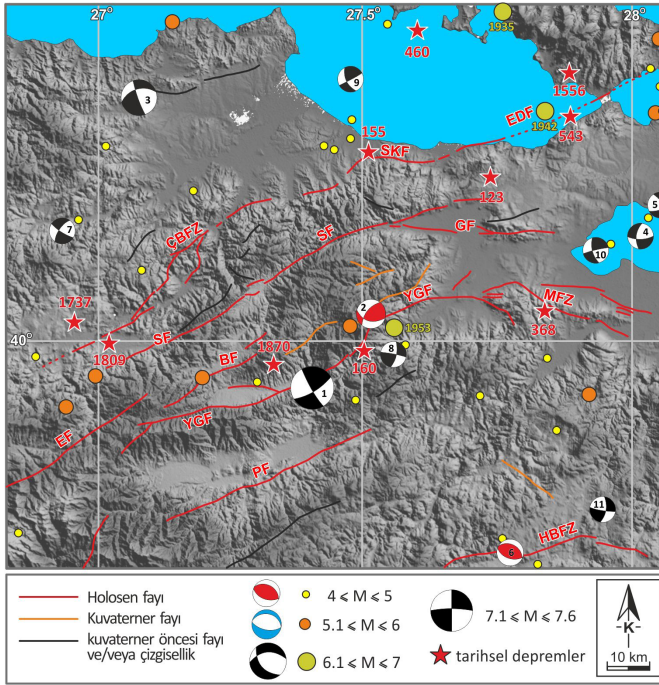 27°
27.5°
28°
460
1935
3
9
1556
EDF
1942
543
155
SKF
123
7
ÇBFZ
SF
GF
5
4
10
1737
2
YGF
MFZ
1809
SF
1953
368
40°
BF
1870
8
160
1
EF
YGF
PF
11
HBFZ
6
Holosen fayı
Kuvaterner fayı
kuvaterner öncesi fayı
ve/veya çizgisellik
4 ⩽ M ⩽ 5
5.1 ⩽ M ⩽ 6
6.1 ⩽ M ⩽ 7
7.1 ⩽ M ⩽ 7.6
tarihsel depremler
-K-
10 km